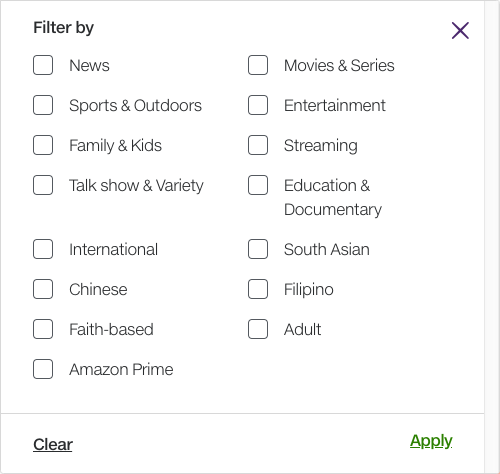 Filter by
News
Movies & Series
Sports & Outdoors
Entertainment
Family & Kids
Streaming
Talk show & Variety
Education &
Documentary
International
South Asian
Chinese
Filipino
Faith-based
Adult
Amazon Prime
Clear
Apply